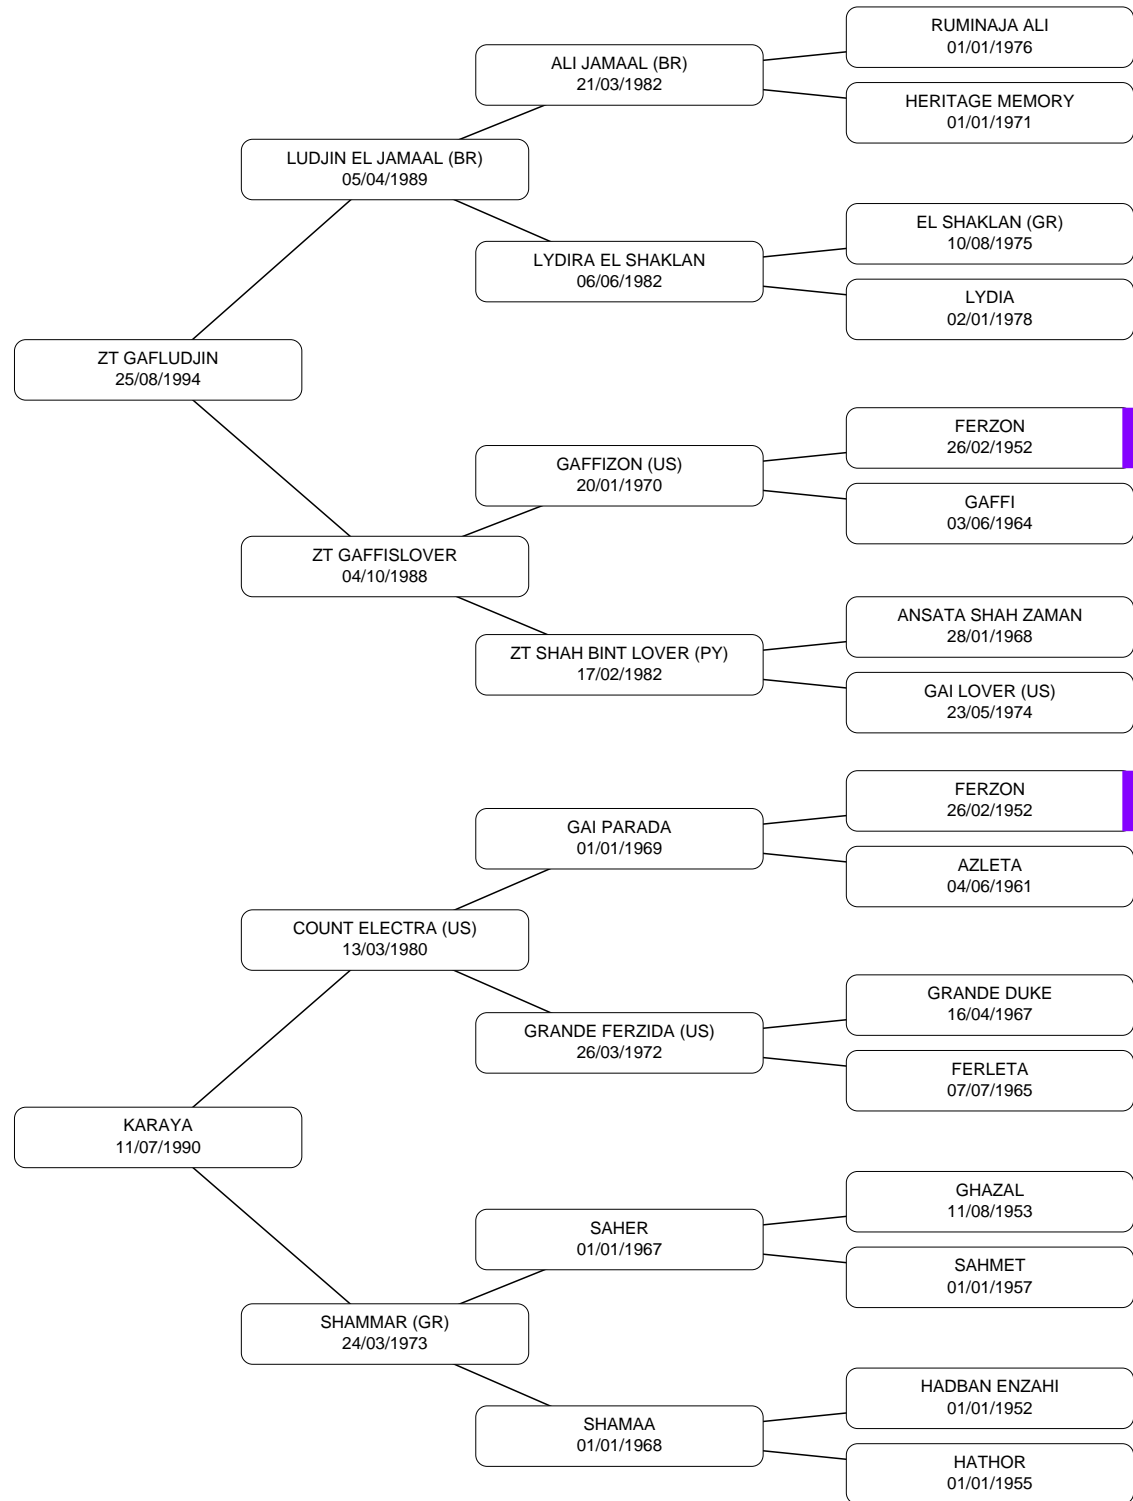 RUMINAJA ALI
01/01/1976
ALI JAMAAL (BR)
21/03/1982
HERITAGE MEMORY
01/01/1971
LUDJIN EL JAMAAL (BR)
05/04/1989
EL SHAKLAN (GR)
10/08/1975
LYDIRA EL SHAKLAN
06/06/1982
LYDIA
02/01/1978
ZT GAFLUDJIN
25/08/1994
FERZON
26/02/1952
GAFFIZON (US)
20/01/1970
GAFFI
03/06/1964
ZT GAFFISLOVER
04/10/1988
ANSATA SHAH ZAMAN
28/01/1968
ZT SHAH BINT LOVER (PY)
17/02/1982
GAI LOVER (US)
23/05/1974
FERZON
26/02/1952
GAI PARADA
01/01/1969
AZLETA
04/06/1961
COUNT ELECTRA (US)
13/03/1980
GRANDE DUKE
16/04/1967
GRANDE FERZIDA (US)
26/03/1972
FERLETA
07/07/1965
KARAYA
11/07/1990
GHAZAL
11/08/1953
SAHER
01/01/1967
SAHMET
01/01/1957
SHAMMAR (GR)
24/03/1973
HADBAN ENZAHI
01/01/1952
SHAMAA
01/01/1968
HATHOR
01/01/1955